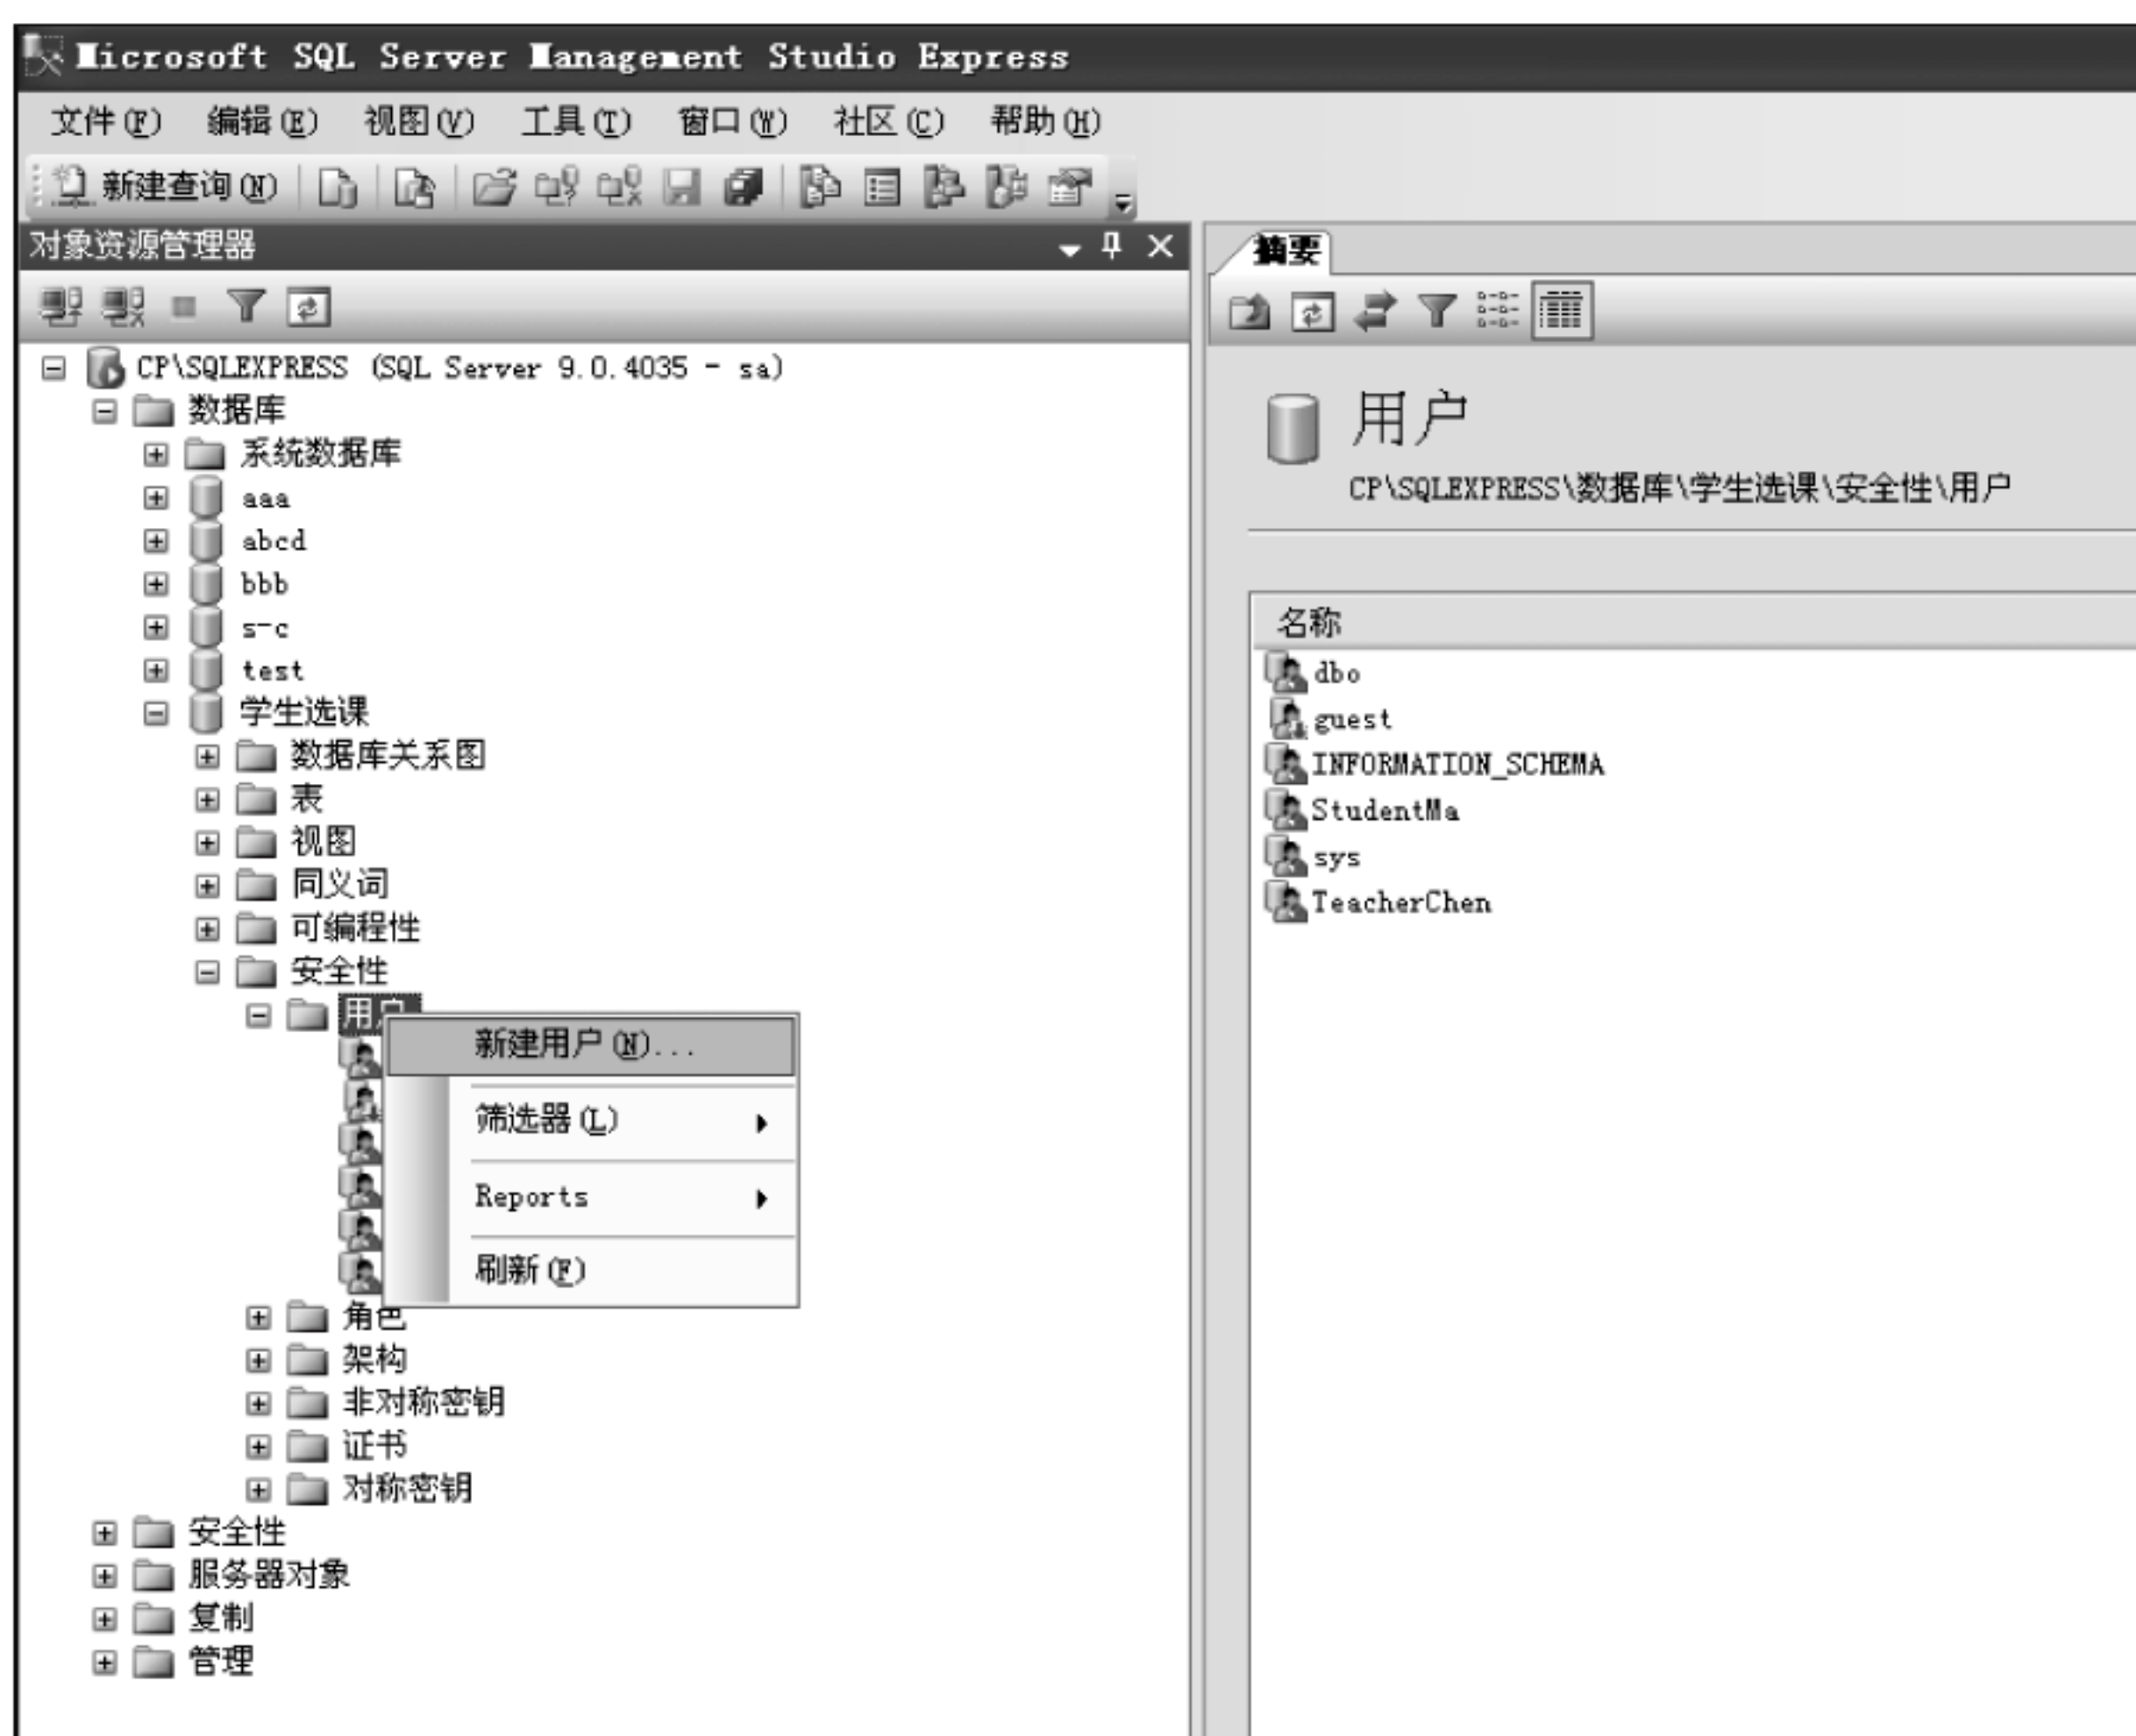 Microsoft SQL Server Management Studio Express
文件(F) 编辑(E) 视图(V) 工具(T) 窗口(W) 社区(C) 帮助(H)
新建查询(N)
对象资源管理器
CP\SQLEXPRESS (SQL Server 9.0.4035 - sa)
数据库
系统数据库
aaa
abcd
bbb
s-c
test
学生选课
数据库关系图
表
视图
同义词
可编程性
安全性
用户
新建用户(N)...
筛选器(L)
Reports
刷新(F)
角色
架构
非对称密钥
证书
对称密钥
安全性
服务器对象
复制
管理
摘要
用户
CP\SQLEXPRESS\数据库\学生选课\安全性\用户
名称
dbo
guest
INFORMATION_SCHEMA
StudentMa
sys
TeacherChen